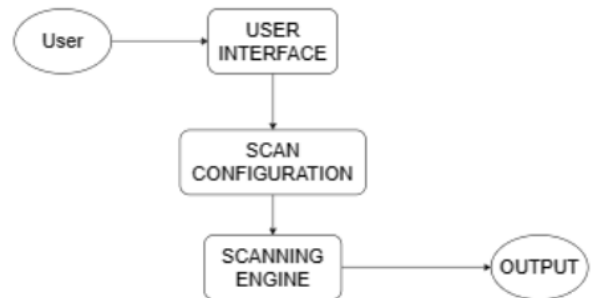 User
USER
INTERFACE
SCAN
CONFIGURATION
SCANNING
ENGINE
OUTPUT